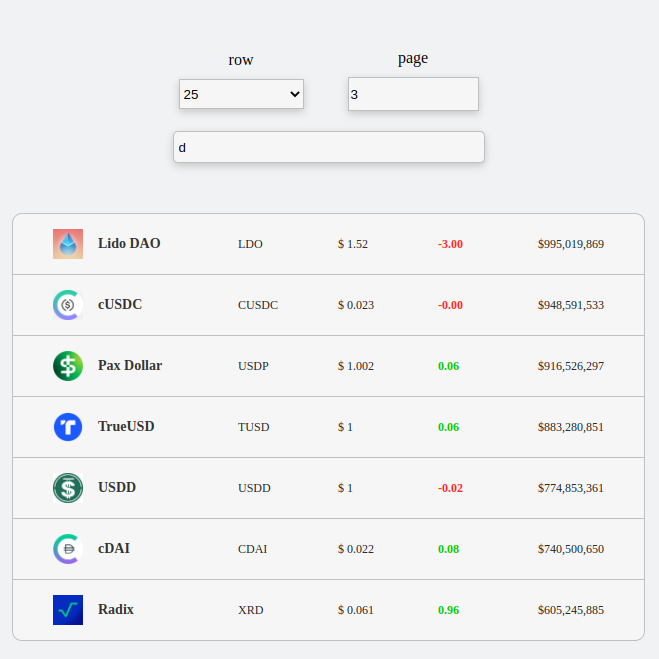 row page
25 3
d
Lido DAO LDO $ 1.52 -3.00 $995,019,869
cUSDC CUSDC $ 0.023 -0.00 $948,591,533
Pax Dollar USDP $ 1.002 0.06 $916,526,297
TrueUSD TUSD $ 1 0.06 $883,280,851
USDD USDD $ 1 -0.02 $774,853,361
cDAI CDAI $ 0.022 0.08 $740,500,650
Radix XRD $ 0.061 0.96 $605,245,885